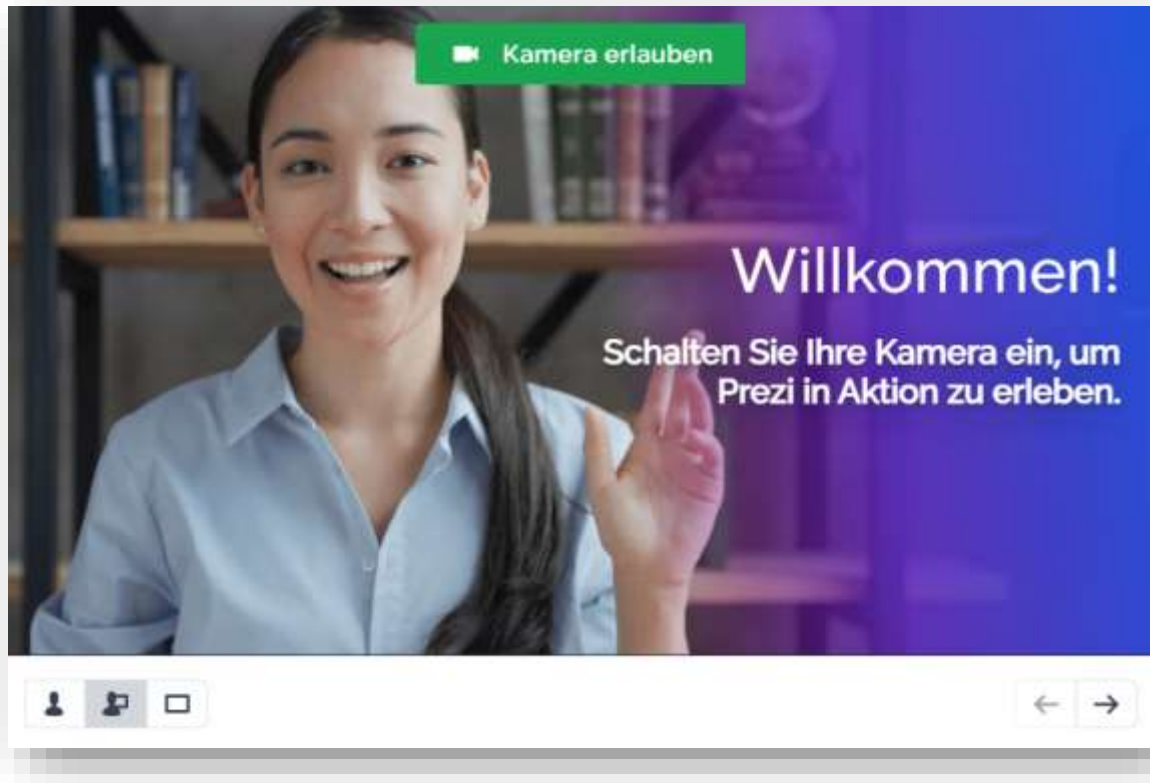 Kamera erlauben
Willkommen!
Schalten Sie Ihre Kamera ein, um
Prezi in Aktion zu erleben.